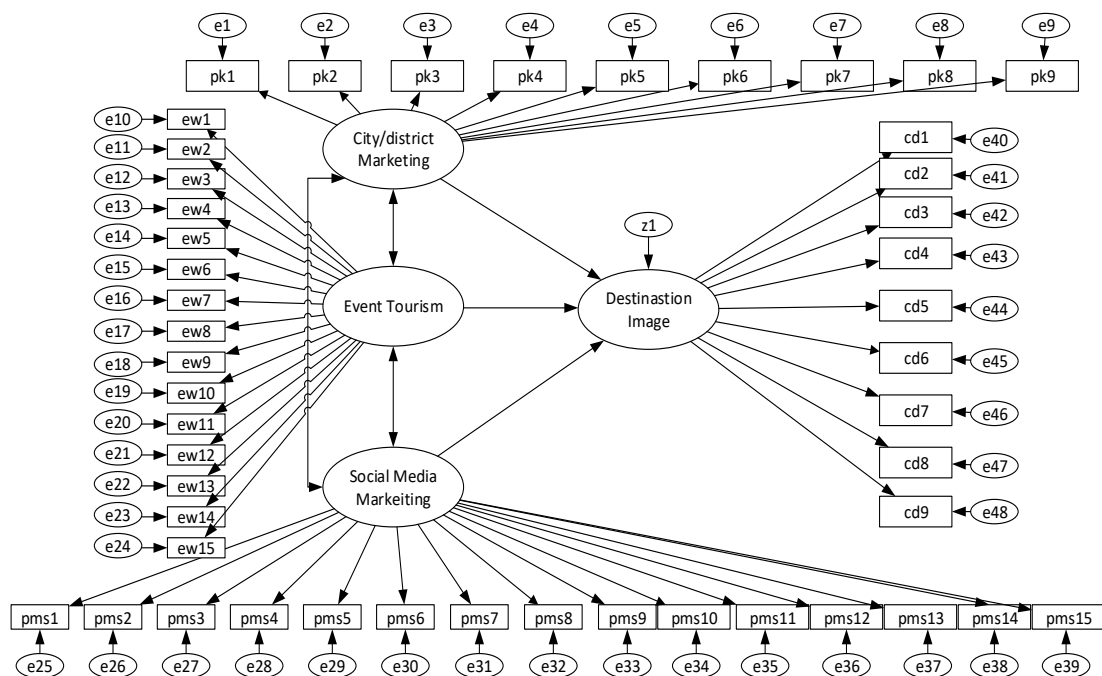 e1 e2 e3 e4 e5 e6 e7 e8 e9
pk1 pk2 pk3 pk4 pk5 pk6 pk7 pk8 pk9
e10 ew1
e11 ew2
e12 ew3
e13 ew4
e14 ew5
e15 ew6
e16 ew7
e17 ew8
e18 ew9
e19 ew10
e20 ew11
e21 ew12
e22 ew13
e23 ew14
e24 ew15
City/district
Marketing
Event Tourism
Social Media
Markeiting
z1
Destinastion
Image
cd1 e40
cd2 e41
cd3 e42
cd4 e43
cd5 e44
cd6 e45
cd7 e46
cd8 e47
cd9 e48
pms1 pms2 pms3 pms4 pms5 pms6 pms7 pms8 pms9 pms10 pms11 pms12 pms13 pms14 pms15
e25 e26 e27 e28 e29 e30 e31 e32 e33 e34 e35 e36 e37 e38 e39